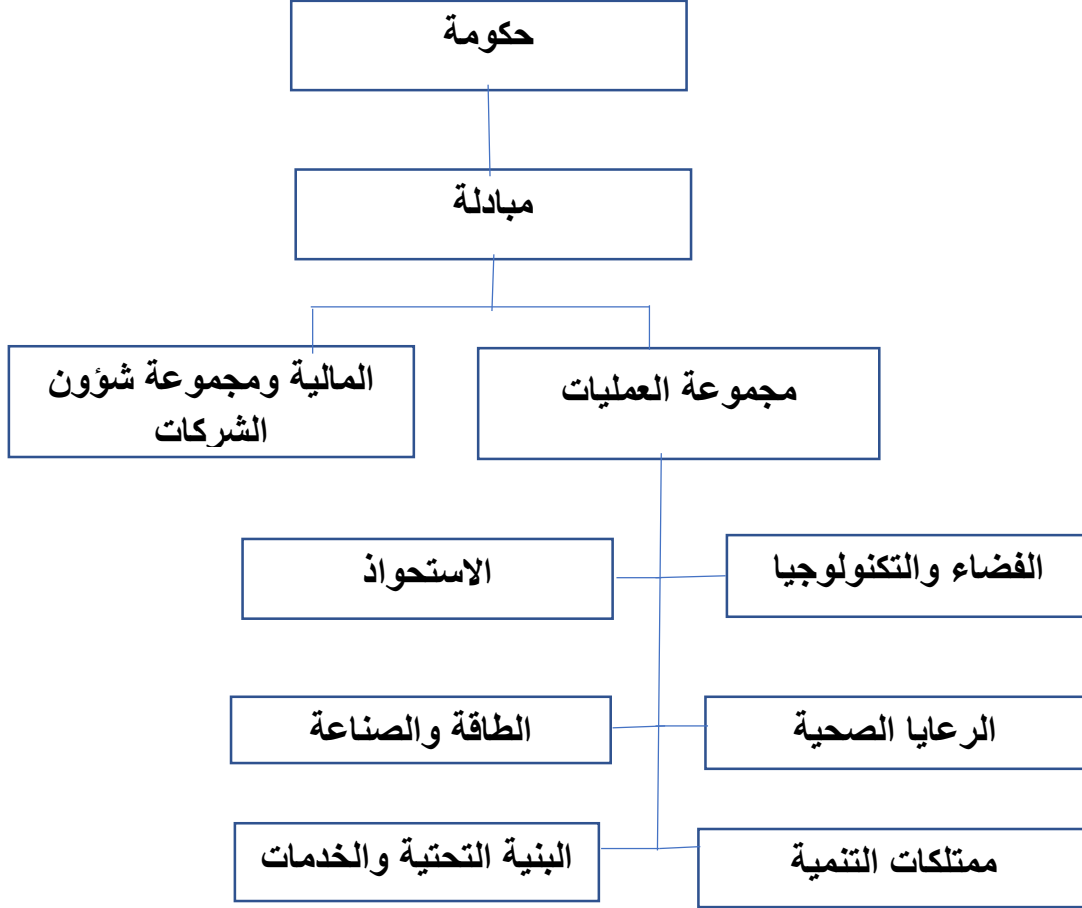 حكومة
مبادلة
مجموعة العمليات
المالية ومجموعة شؤون
الشركات
الفضاء والتكنولوجيا
الاستحواذ
الرعايا الصحية
الطاقة والصناعة
ممتلكات التنمية
البنية التحتية والخدمات